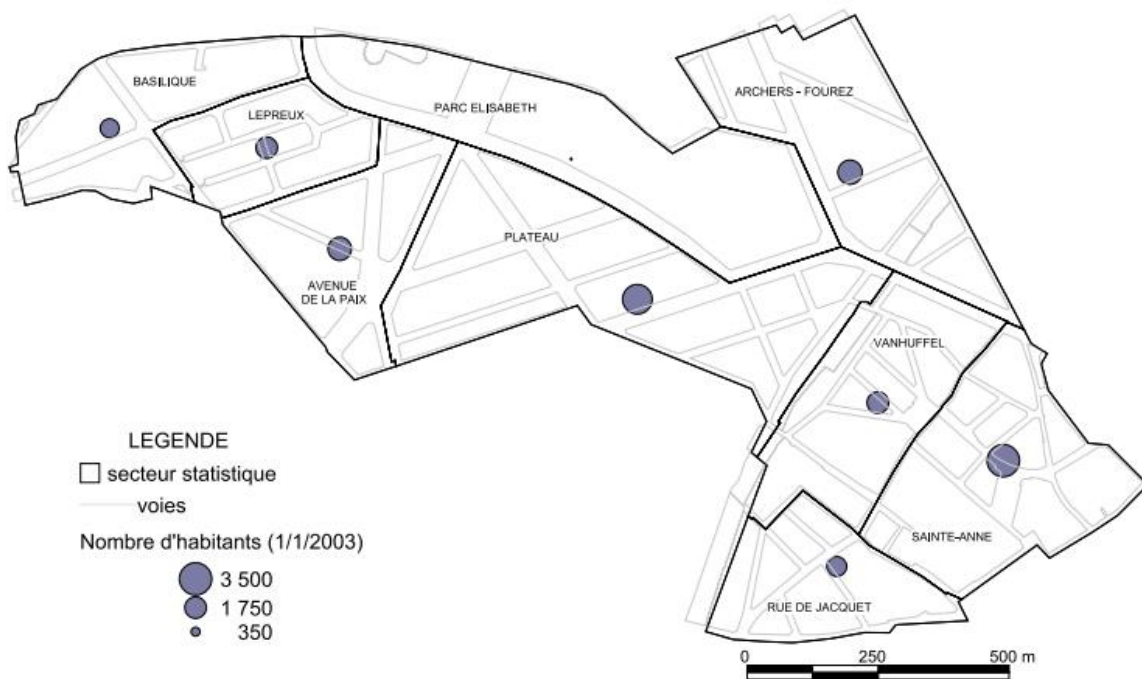 BASILIQUE
LEPREUX
PARC ELISABETH
ARCHERS - FOUREZ
PLATEAU
AVENUE
DE LA PAIX
VANHUFFEL
SAINTE-ANNE
RUE DE JACQUET
LEGENDE
secteur statistique
voies
Nombre d'habitants (1/1/2003)
3 500
1 750
350
0 250 500 m